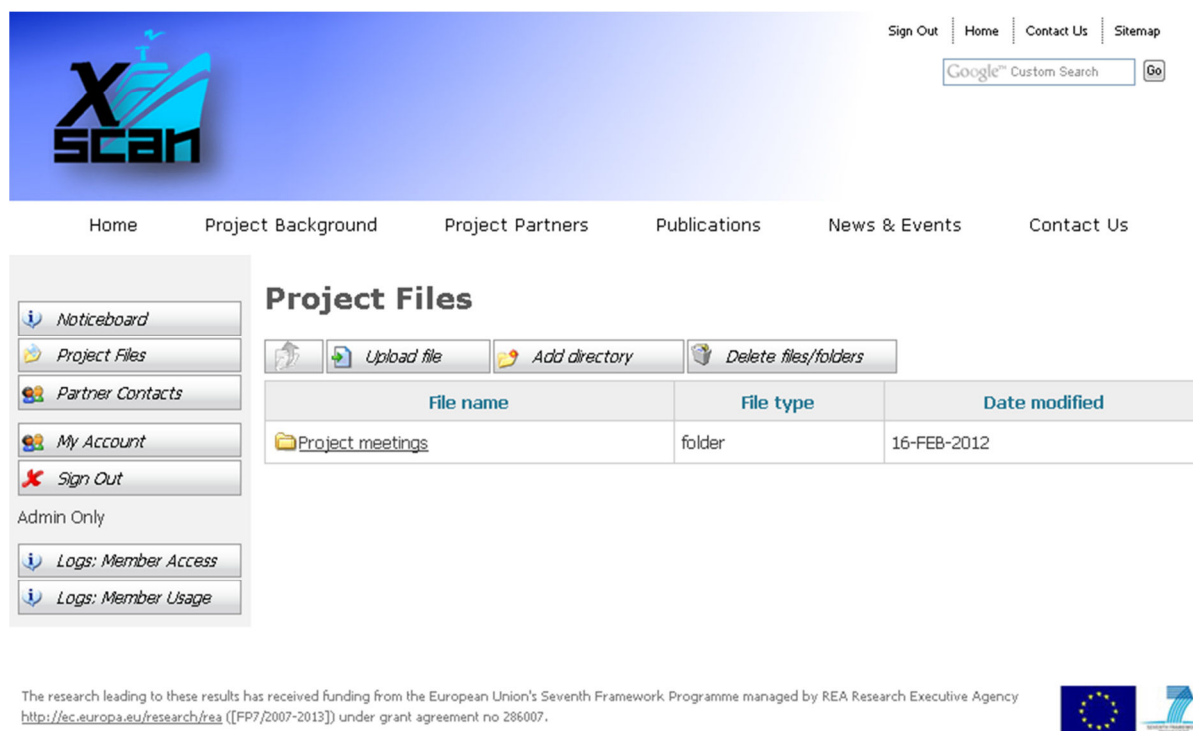 Sign Out Home Contact Us Sitemap
Google™ Custom Search Go
X
scan
Home Project Background Project Partners Publications News & Events Contact Us
Project Files
Noticeboard
Project Files
Partner Contacts
My Account
Sign Out
Admin Only
Logs: Member Access
Logs: Member Usage
Upload file Add directory Delete files/folders
File name File type Date modified
Project meetings folder 16-FEB-2012
The research leading to these results has received funding from the European Union's Seventh Framework Programme managed by REA Research Executive Agency
http://ec.europa.eu/research/rea ([FP7/2007-2013]) under grant agreement no 286007.
7